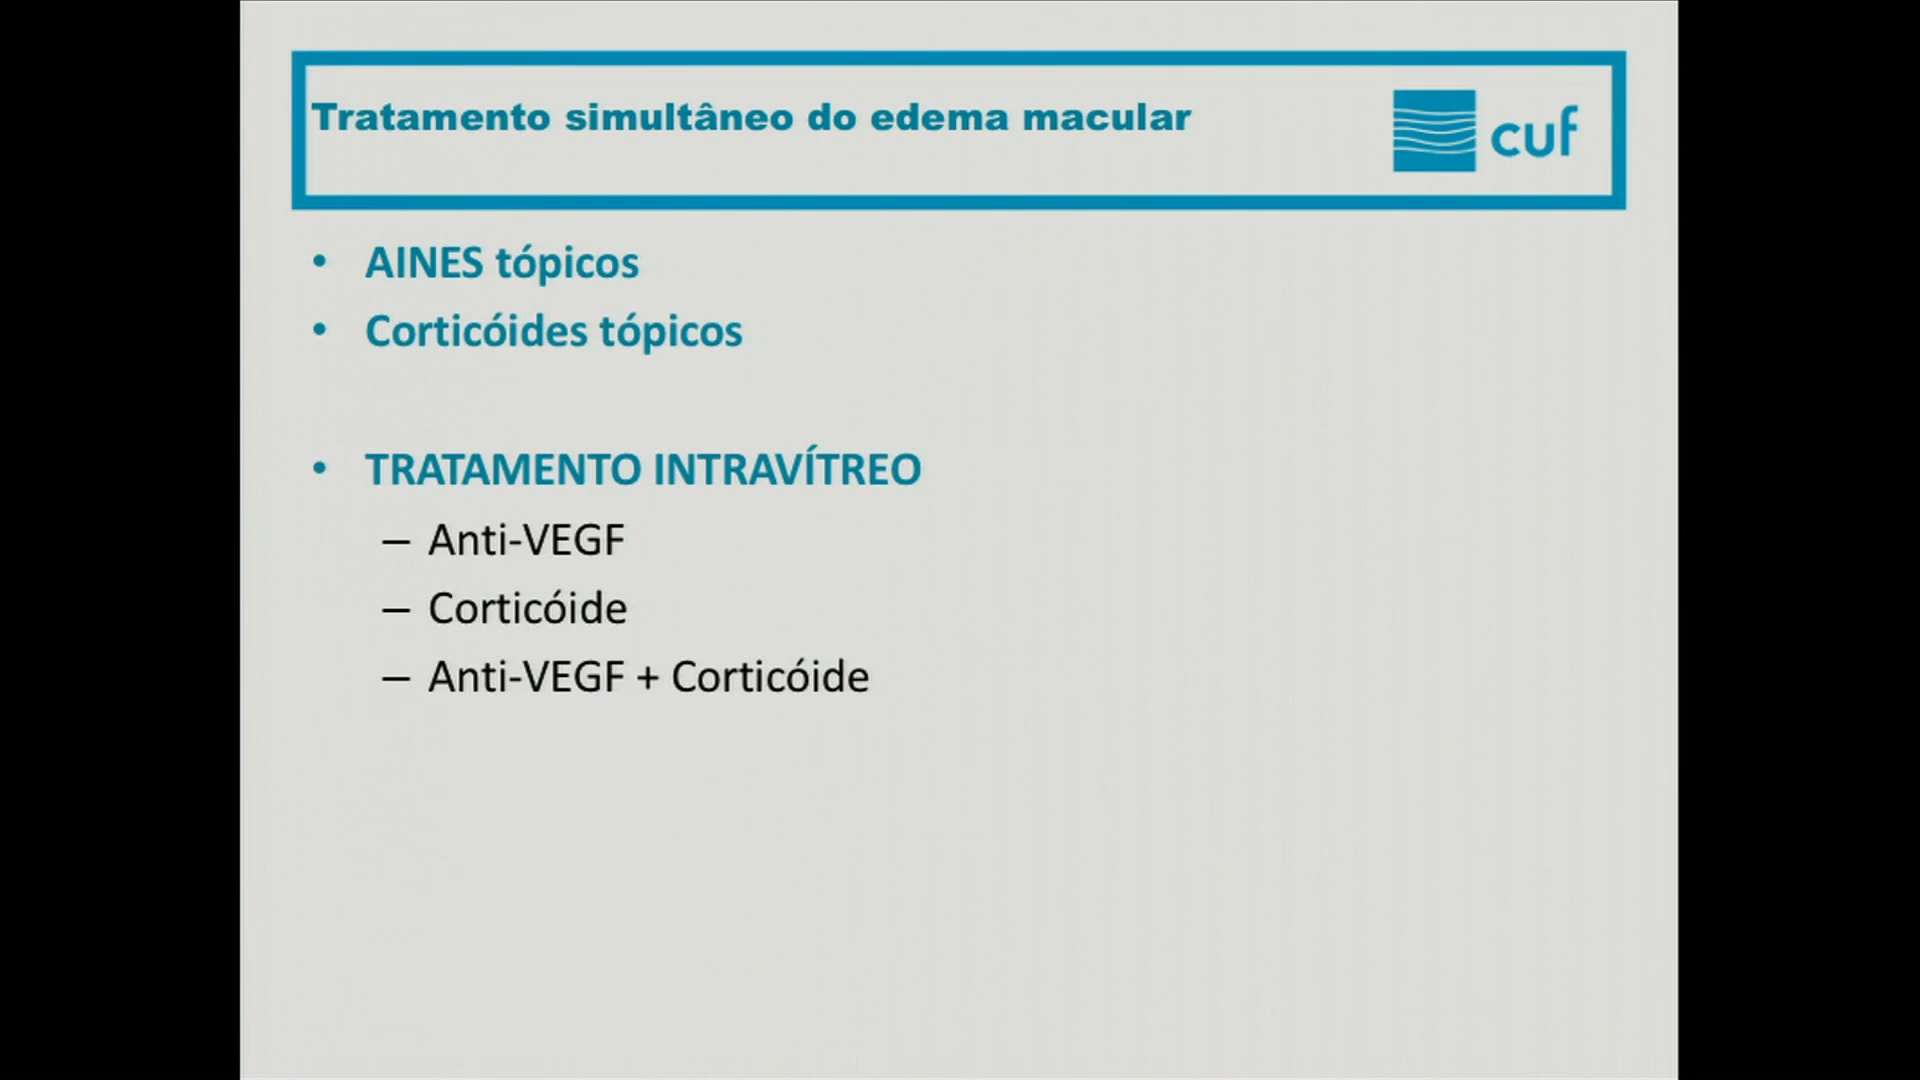 Tratamento simultâneo do edema macular
cuf
• AINES tópicos
• Corticóides tópicos
• TRATAMENTO INTRAVÍTREO
– Anti-VEGF
– Corticóide
– Anti-VEGF + Corticóide